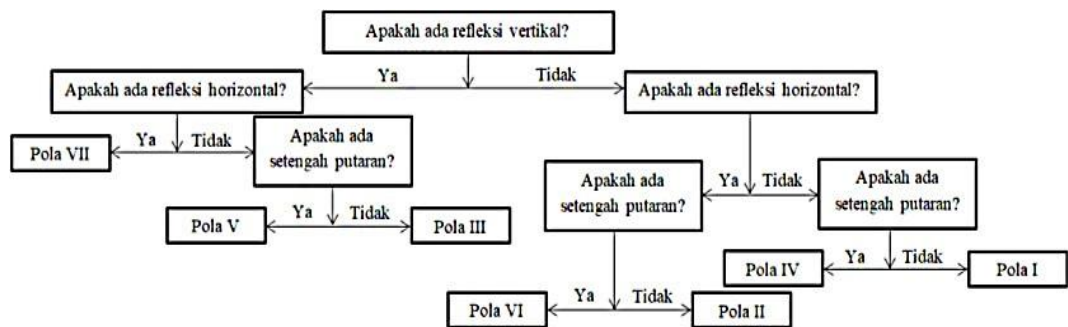 Apakah ada refleksi vertikal?
Ya
Tidak
Apakah ada refleksi horizontal?
Apakah ada refleksi horizontal?
Ya
Tidak
Pola VII
Apakah ada
setengah putaran?
Apakah ada
setengah putaran?
Ya
Tidak
Apakah ada
setengah putaran?
Pola V
Ya
Tidak
Pola III
Pola IV
Ya
Tidak
Pola I
Pola VI
Ya
Tidak
Pola II